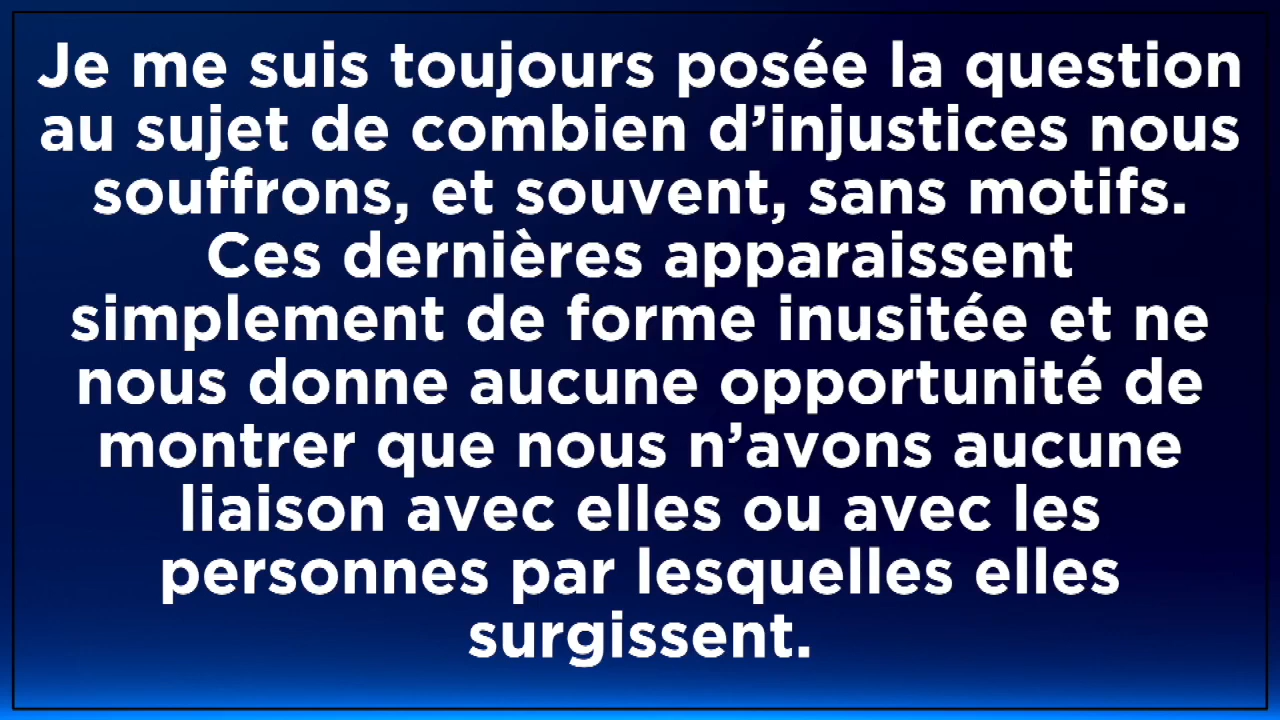 Je me suis toujours posée la question
au sujet de combien d’injustices nous
souffrons, et souvent, sans motifs.
Ces dernières apparaissent
simplement de forme inusitée et ne
nous donne aucune opportunité de
montrer que nous n’avons aucune
liaison avec elles ou avec les
personnes par lesquelles elles
surgissent.